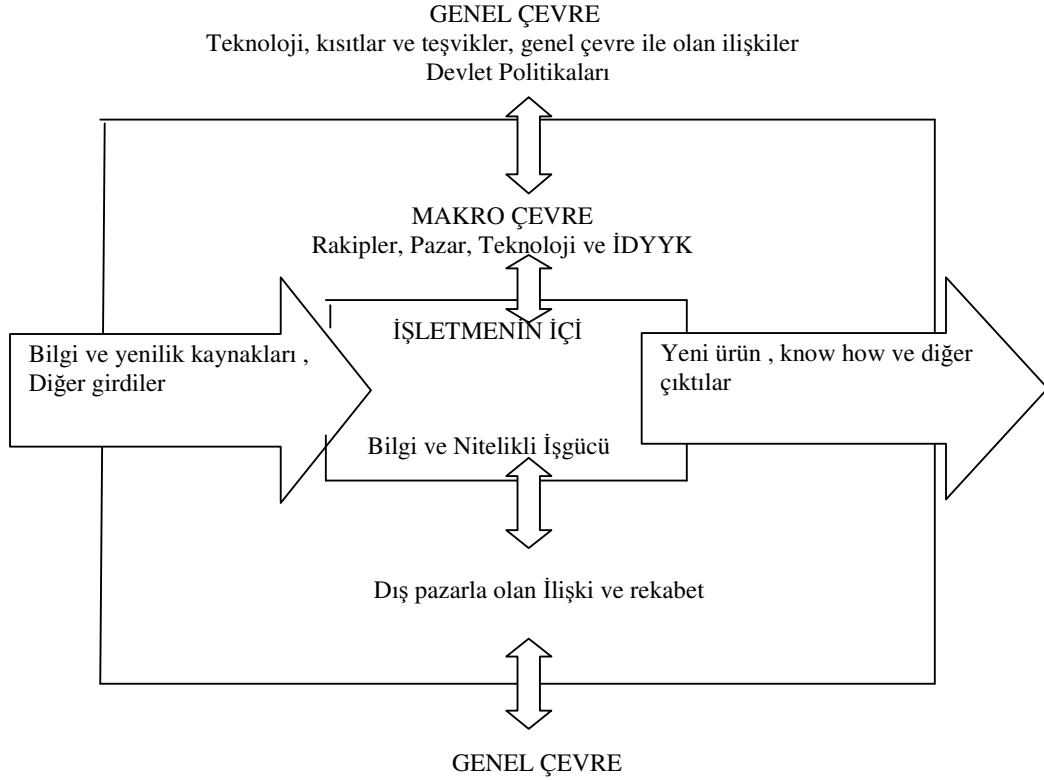 GENEL ÇEVRE
Teknoloji, kısıtlar ve teşvikler, genel çevre ile olan ilişkiler
Devlet Politikaları
MAKRO ÇEVRE
Rakipler, Pazar, Teknoloji ve İDYYK
İŞLETMENİN İÇİ
Bilgi ve yenilik kaynakları ,
Diğer girdiler
Yeni ürün , know how ve diğer
çıktılar
Bilgi ve Nitelikli İşgücü
Dış pazarla olan İlişki ve rekabet
GENEL ÇEVRE